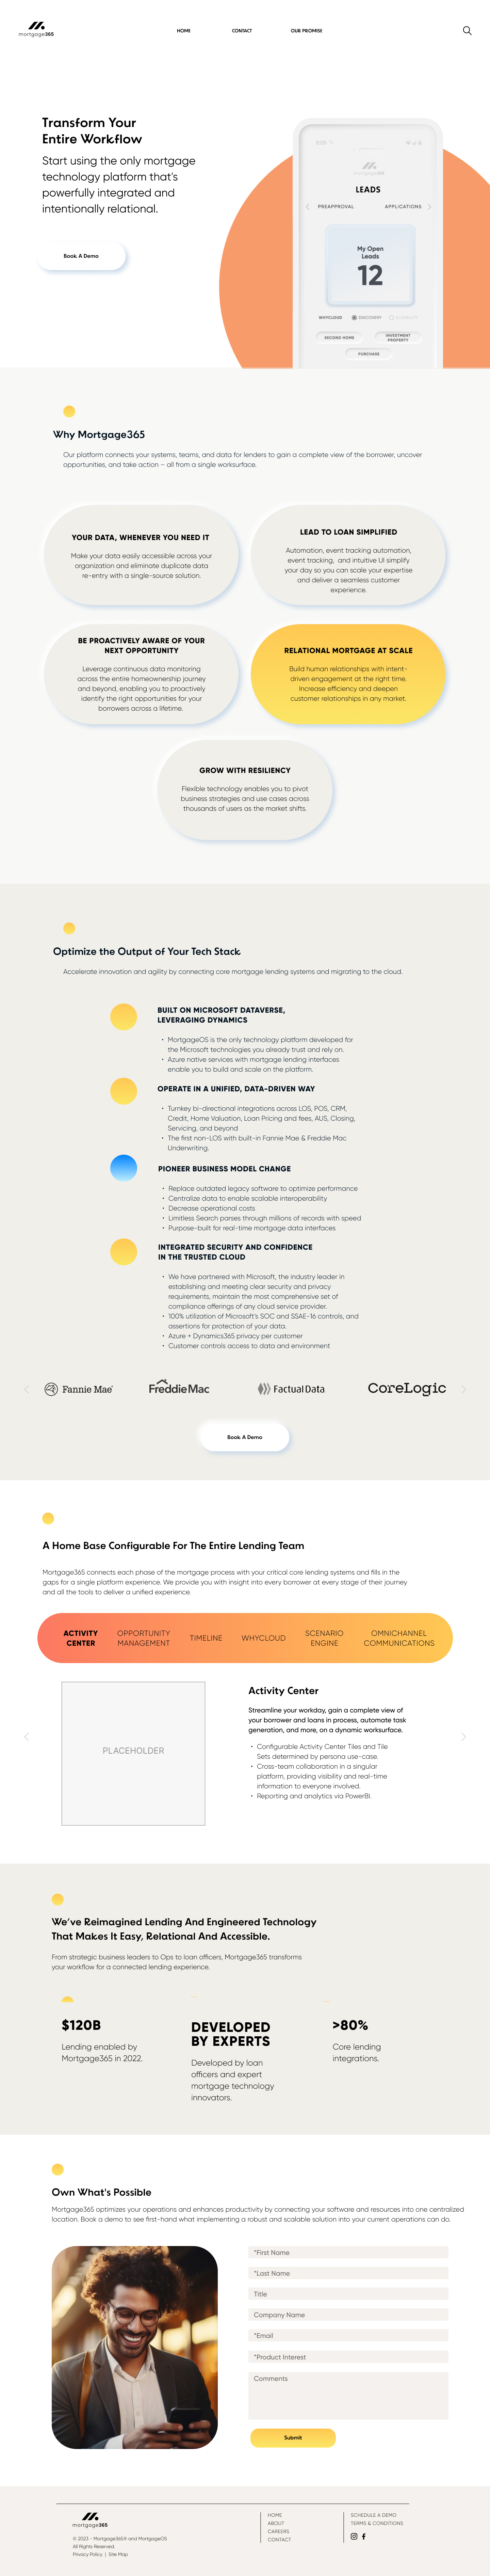 mortgage365
HOME
CONTACT
OUR PROMISE
Transform Your
Entire Workflow
Start using the only mortgage
technology platform that's
powerfully integrated and
intentionally relational.
Book A Demo
mortgage365
LEADS
PREAPPROVAL
APPLICATIONS
My Open
Leads
12
WHYCLOUD
DISCOVERY
SECOND HOME
INVESTMENT
PROPERTY
PURCHASE
Why Mortgage365
Our platform connects your systems, teams, and data for lenders to gain a complete view of the borrower, uncover
opportunities, and take action – all from a single worksurface.
YOUR DATA, WHENEVER YOU NEED IT
Make your data easily accessible across your
organization and eliminate duplicate data
re-entry with a single-source solution.
LEAD TO LOAN SIMPLIFIED
Automation, event tracking automation,
event tracking, and intuitive UI simplify
your day so you can scale your expertise
and deliver a seamless customer
experience.
BE PROACTIVELY AWARE OF YOUR
NEXT OPPORTUNITY
Leverage continuous data monitoring
across the entire homeownership journey
and beyond, enabling you to proactively
identify the right opportunities for your
borrowers across a lifetime.
RELATIONAL MORTGAGE AT SCALE
Build human relationships with intent-
driven engagement at the right time.
Increase efficiency and deepen
customer relationships in any market.
GROW WITH RESILIENCY
Flexible technology enables you to pivot
business strategies and use cases across
thousands of users as the market shifts.
Optimize the Output of Your Tech Stack
Accelerate innovation and agility by connecting core mortgage lending systems and migrating to the cloud.
BUILT ON MICROSOFT DATAVERSE,
LEVERAGING DYNAMICS
• MortgageOS is the only technology platform developed for
the Microsoft technologies you already trust and rely on.
• Azure native services with mortgage lending interfaces
enable you to build and scale on the platform.
OPERATE IN A UNIFIED, DATA-DRIVEN WAY
• Turnkey bi-directional integrations across LOS, POS, CRM,
Credit, Home Valuation, Loan Pricing and fees, AUS, Closing,
Servicing, and beyond
• The first non-LOS with built-in Fannie Mae & Freddie Mac
Underwriting.
PIONEER BUSINESS MODEL CHANGE
• Replace outdated legacy software to optimize performance
• Centralize data to enable scalable interoperability
• Decrease operational costs
• Limitless Search parses through millions of records with speed
• Purpose-built for real-time mortgage data interfaces
INTEGRATED SECURITY AND CONFIDENCE
IN THE TRUSTED CLOUD
• We have partnered with Microsoft, the industry leader in
establishing and meeting clear security and privacy
requirements, maintain the most comprehensive set of
compliance offerings of any cloud service provider.
• 100% utilization of Microsoft's SOC and SSAE-16 controls, and
assertions for protection of your data.
• Azure + Dynamics365 privacy per customer
• Customer controls access to data and environment
Fannie Mae®
FreddieMac
FactualData
CoreLogic
Book A Demo
A Home Base Configurable For The Entire Lending Team
Mortgage365 connects each phase of the mortgage process with your critical core lending systems and fills in the
gaps for a single platform experience. We provide you with insight into every borrower at every stage of their journey
and all the tools to deliver a unified experience.
ACTIVITY
CENTER
OPPORTUNITY
MANAGEMENT
TIMELINE
WHYCLOUD
SCENARIO
ENGINE
OMNICHANNEL
COMMUNICATIONS
PLACEHOLDER
Activity Center
Streamline your workday, gain a complete view of
your borrower and loans in process, automate task
generation, and more, on a dynamic worksurface.
• Configurable Activity Center Tiles and Tile
Sets determined by persona use-case.
• Cross-team collaboration in a singular
platform, providing visibility and real-time
information to everyone involved.
• Reporting and analytics via PowerBI.
We've Reimagined Lending And Engineered Technology
That Makes It Easy, Relational And Accessible.
From strategic business leaders to Ops to loan officers, Mortgage365 transforms
your workflow for a connected lending experience.
$120B
Lending enabled by
Mortgage365 in 2022.
DEVELOPED
BY EXPERTS
Developed by loan
officers and expert
mortgage technology
innovators.
>80%
Core lending
integrations.
Own What's Possible
Mortgage365 optimizes your operations and enhances productivity by connecting your software and resources into one centralized
location. Book a demo to see first-hand what implementing a robust and scalable solution into your current operations can do.
*First Name
*Last Name
Title
Company Name
*Email
*Product Interest
Comments
Submit
mortgage365
© 2023 - Mortgage365® and MortgageOS
All Rights Reserved.
Privacy Policy | Site Map
HOME
ABOUT
CAREERS
CONTACT
SCHEDULE A DEMO
TERMS & CONDITIONS